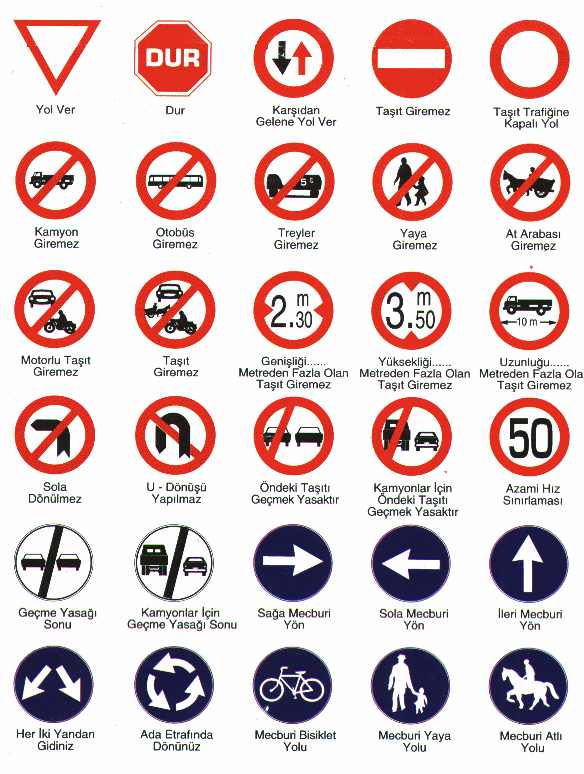 DUR
Yol Ver
Dur
Karşıdan
Gelene Yol Ver
Taşıt Giremez
Taşıt Trafiğine
Kapalı Yol
Kamyon
Giremez
Otobüs
Giremez
Treyler
Giremez
Yaya
Giremez
At Arabası
Giremez
2.30 m
3.50 m
10 m
Motorlu Taşıt
Giremez
Taşıt
Giremez
Genişliği......
Metreden Fazla Olan
Taşıt Giremez
Yüksekliği......
Metreden Fazla Olan
Taşıt Giremez
Uzunluğu......
Metreden Fazla Ola
Taşıt Giremez
50
Sola
Dönülmez
U - Dönüşü
Yapılmaz
Öndeki Taşıtı
Geçmek Yasaktır
Kamyonlar İçin
Öndeki Taşıtı
Geçmek Yasaktır
Azami Hız
Sınırlaması
Geçme Yasağı
Sonu
Kamyonlar İçin
Geçme Yasağı Sonu
Sağa Mecburi
Yön
Sola Mecburi
Yön
İleri Mecburi
Yön
Her İki Yandan
Gidiniz
Ada Etrafında
Dönünüz
Mecburi Bisiklet
Yolu
Mecburi Yaya
Yolu
Mecburi Atlı
Yolu